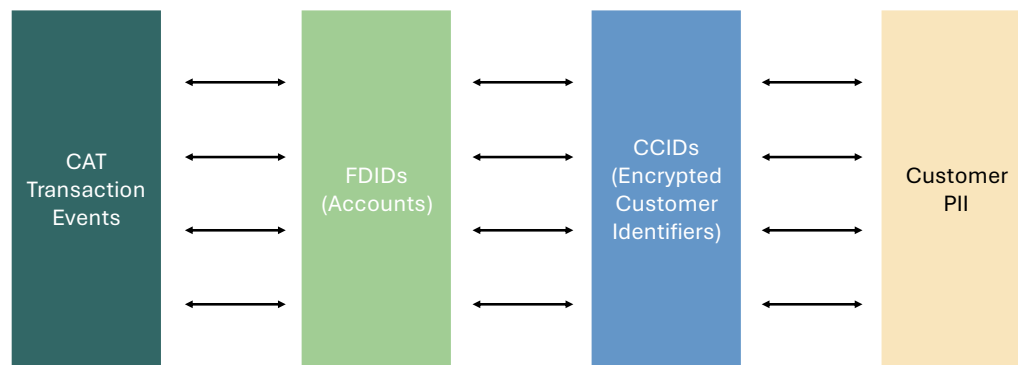 CAT
Transaction
Events
FDIDs
(Accounts)
CCIDs
(Encrypted
Customer
Identifiers)
Customer
PII